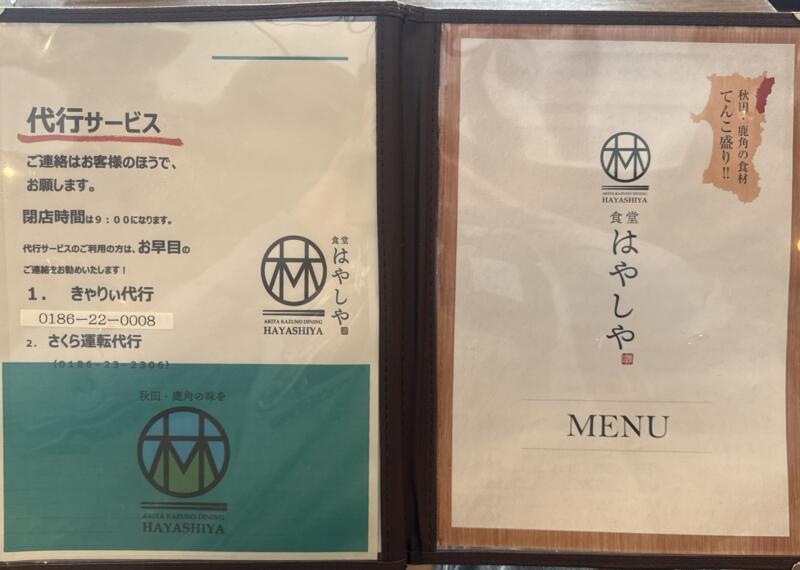 代行サービス
ご連絡はお客様のほうで、
お願します。
閉店時間は9：00になります。
代行サービスのご利用の方は、お早目の
ご連絡をお勧めいたします！
1． きゃりぃ代行
0186-22-0008
2． さくら運転代行
(0186-23-2306)
食堂
はやしや
AKITA KAZUNO DINING
HAYASHIYA
秋田・鹿角の味を
AKITA KAZUNO DINING
HAYASHIYA
秋田・鹿角の食材
てんこ盛り!!
AKITA KAZUNO DINING
HAYASHIYA
食堂
はやしや
MENU